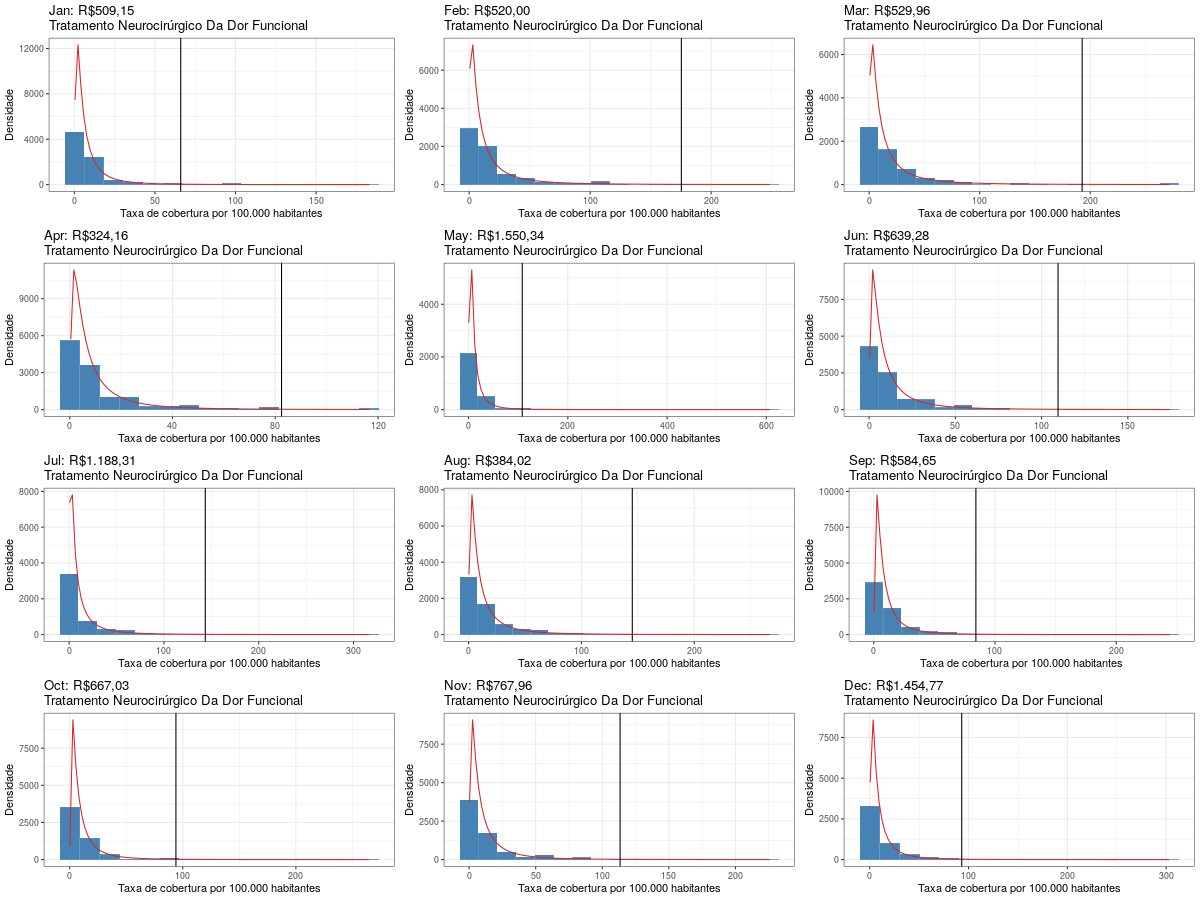 Jan: R$509,15
Tratamento Neurocirúrgico Da Dor Funcional
12000
8000
4000
0
Densidade
0 50 100 150
Taxa de cobertura por 100.000 habitantes
Feb: R$520,00
Tratamento Neurocirúrgico Da Dor Funcional
6000
4000
2000
0
Densidade
0 100 200
Taxa de cobertura por 100.000 habitantes
Mar: R$529,96
Tratamento Neurocirúrgico Da Dor Funcional
6000
4000
2000
0
Densidade
0 100 200
Taxa de cobertura por 100.000 habitantes
Apr: R$324,16
Tratamento Neurocirúrgico Da Dor Funcional
9000
6000
3000
0
Densidade
0 40 80 120
Taxa de cobertura por 100.000 habitantes
May: R$1.550,34
Tratamento Neurocirúrgico Da Dor Funcional
4000
2000
0
Densidade
0 200 400 600
Taxa de cobertura por 100.000 habitantes
Jun: R$639,28
Tratamento Neurocirúrgico Da Dor Funcional
7500
5000
2500
0
Densidade
0 50 100 150
Taxa de cobertura por 100.000 habitantes
Jul: R$1.188,31
Tratamento Neurocirúrgico Da Dor Funcional
8000
6000
4000
2000
0
Densidade
0 100 200 300
Taxa de cobertura por 100.000 habitantes
Aug: R$384,02
Tratamento Neurocirúrgico Da Dor Funcional
8000
6000
4000
2000
0
Densidade
0 100 200
Taxa de cobertura por 100.000 habitantes
Sep: R$584,65
Tratamento Neurocirúrgico Da Dor Funcional
10000
7500
5000
2500
0
Densidade
0 100 200
Taxa de cobertura por 100.000 habitantes
Oct: R$667,03
Tratamento Neurocirúrgico Da Dor Funcional
7500
5000
2500
0
Densidade
0 100 200
Taxa de cobertura por 100.000 habitantes
Nov: R$767,96
Tratamento Neurocirúrgico Da Dor Funcional
7500
5000
2500
0
Densidade
0 50 100 150 200
Taxa de cobertura por 100.000 habitantes
Dec: R$1.454,77
Tratamento Neurocirúrgico Da Dor Funcional
7500
5000
2500
0
Densidade
0 100 200 300
Taxa de cobertura por 100.000 habitantes